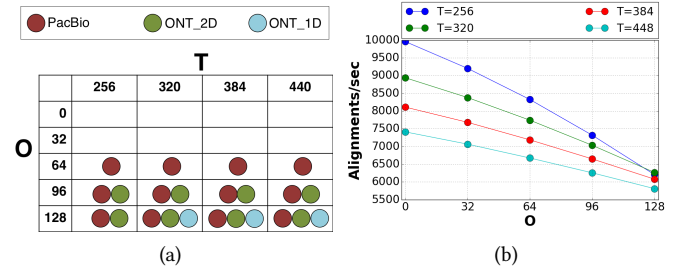 PacBio ONT_2D ONT_1D
T
256 320 384 440
0
32
O
64
96
128
(a)
T=256 T=384
T=320 T=448
10000
9500
9000
8500
8000
7500
7000
6500
6000
5500
Alignments/sec
0 32 64 96 128
O
(b)